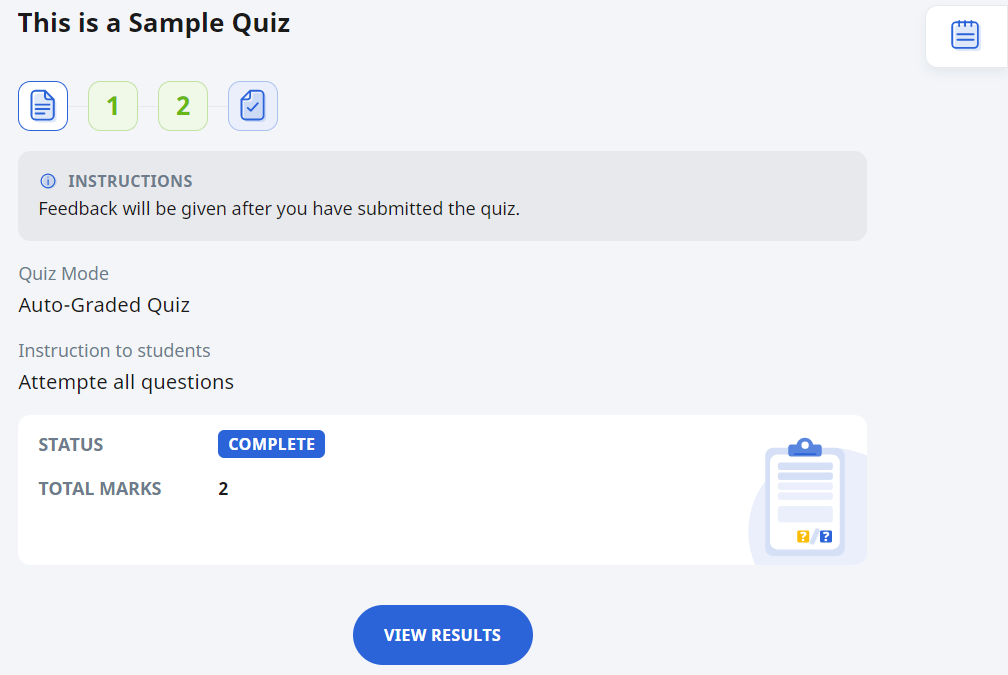 This is a Sample Quiz
1 2
INSTRUCTIONS
Feedback will be given after you have submitted the quiz.
Quiz Mode
Auto-Graded Quiz
Instruction to students
Attempte all questions
STATUS COMPLETE
TOTAL MARKS 2
? / ?
VIEW RESULTS